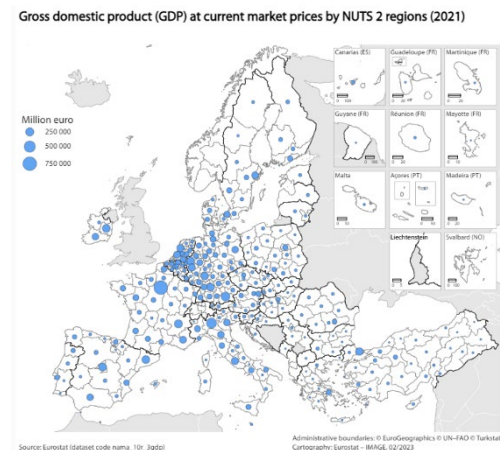 Gross domestic product (GDP) at current market prices by NUTS 2 regions (2021)
Million euro
250 000
500 000
750 000
Canarias (ES)
Guadeloupe (FR)
Martinique (FR)
Guyane (FR)
Réunion (FR)
Mayotte (FR)
Malta
Açores (PT)
Madeira (PT)
Liechtenstein
Svalbard (NO)
Administrative boundaries: © EuroGeographics © UN–FAO © Turkstat
Source: Eurostat (dataset code nama_10r_3gdp)
Cartography: Eurostat – IMAGE, 02/2023